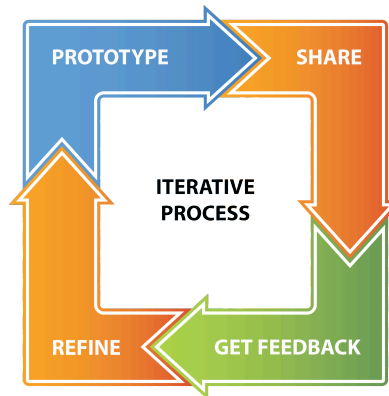 PROTOTYPE
SHARE
ITERATIVE
PROCESS
REFINE
GET FEEDBACK